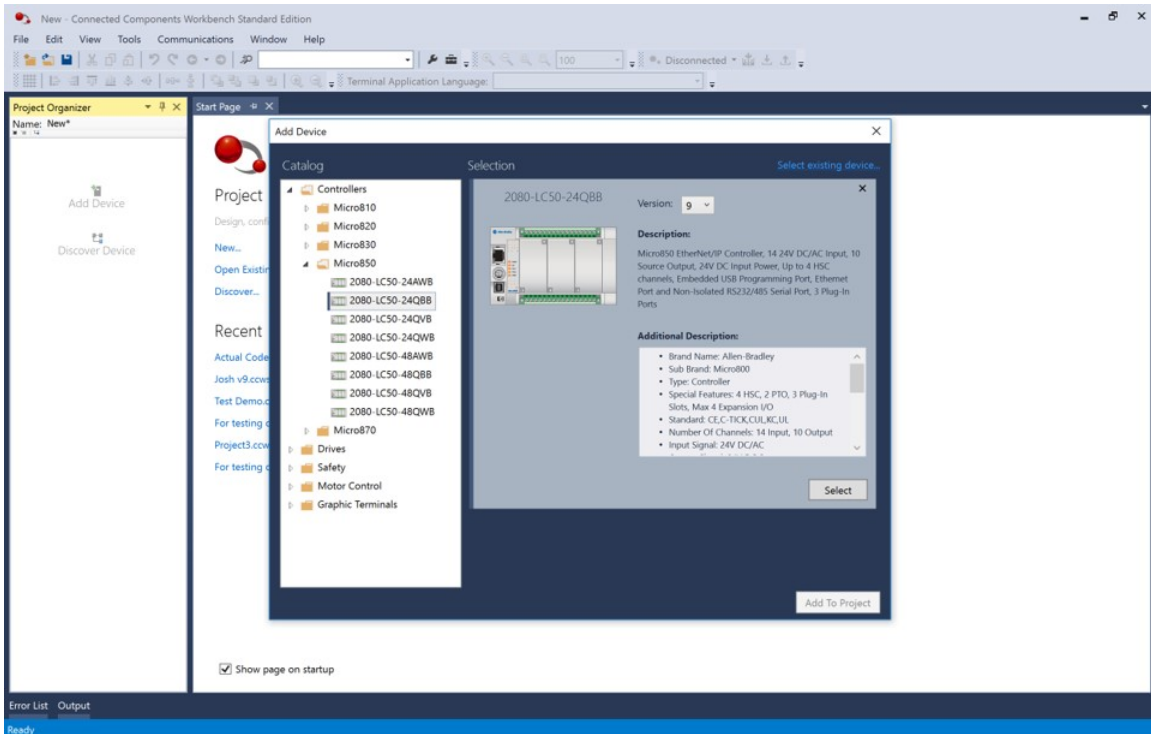 New - Connected Components Workbench Standard Edition
File Edit View Tools Communications Window Help
100
Disconnected
Terminal Application Language:
Project Organizer
Name: New*
Add Device
Discover Device
Start Page
Project
Design, conf
New...
Open Existin
Discover...
Recent
Actual Code
Josh v9.ccws
Test Demo.c
For testing c
Project3.ccw
For testing c
Show page on startup
Add Device
Catalog
Controllers
Micro810
Micro820
Micro830
Micro850
2080-LC50-24AWB
2080-LC50-24QBB
2080-LC50-24QVB
2080-LC50-24QWB
2080-LC50-48AWB
2080-LC50-48QBB
2080-LC50-48QVB
2080-LC50-48QWB
Micro870
Drives
Safety
Motor Control
Graphic Terminals
Selection
Select existing device...
2080-LC50-24QBB
Version: 9
Description:
Micro850 EtherNet/IP Controller, 14 24V DC/AC Input, 10
Source Output, 24V DC Input Power, Up to 4 HSC
channels, Embedded USB Programming Port, Ethernet
Port and Non-Isolated RS232/485 Serial Port, 3 Plug-In
Ports
Additional Description:
• Brand Name: Allen-Bradley
• Sub Brand: Micro800
• Type: Controller
• Special Features: 4 HSC, 2 PTO, 3 Plug-In
Slots, Max 4 Expansion I/O
• Standard: CE,C-TICK,CUL,KC,UL
• Number Of Channels: 14 Input, 10 Output
• Input Signal: 24V DC/AC
Select
Add To Project
Error List Output
Ready